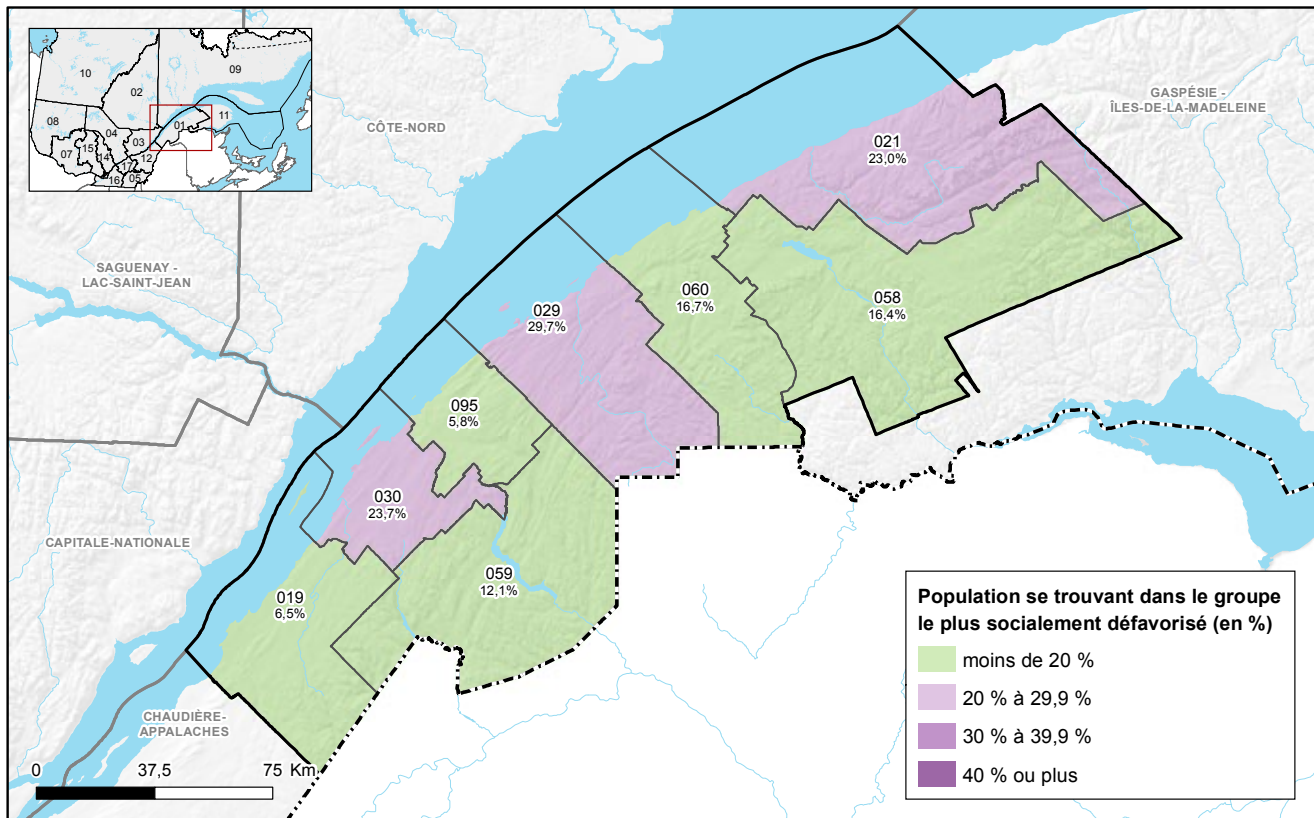 10
09
02
08
04
01
11
03
07
15
14
12
17
16
05
CÔTE-NORD
GASPÉSIE -
ÎLES-DE-LA-MADELEINE
SAGUENAY -
LAC-SAINT-JEAN
021
23,0%
060
16,7%
058
16,4%
029
29,7%
095
5,8%
030
23,7%
CAPITALE-NATIONALE
059
12,1%
019
6,5%
CHAUDIÈRE-
APPALACHES
0 37,5 75 Km
Population se trouvant dans le groupe
le plus socialement défavorisé (en %)
moins de 20 %
20 % à 29,9 %
30 % à 39,9 %
40 % ou plus